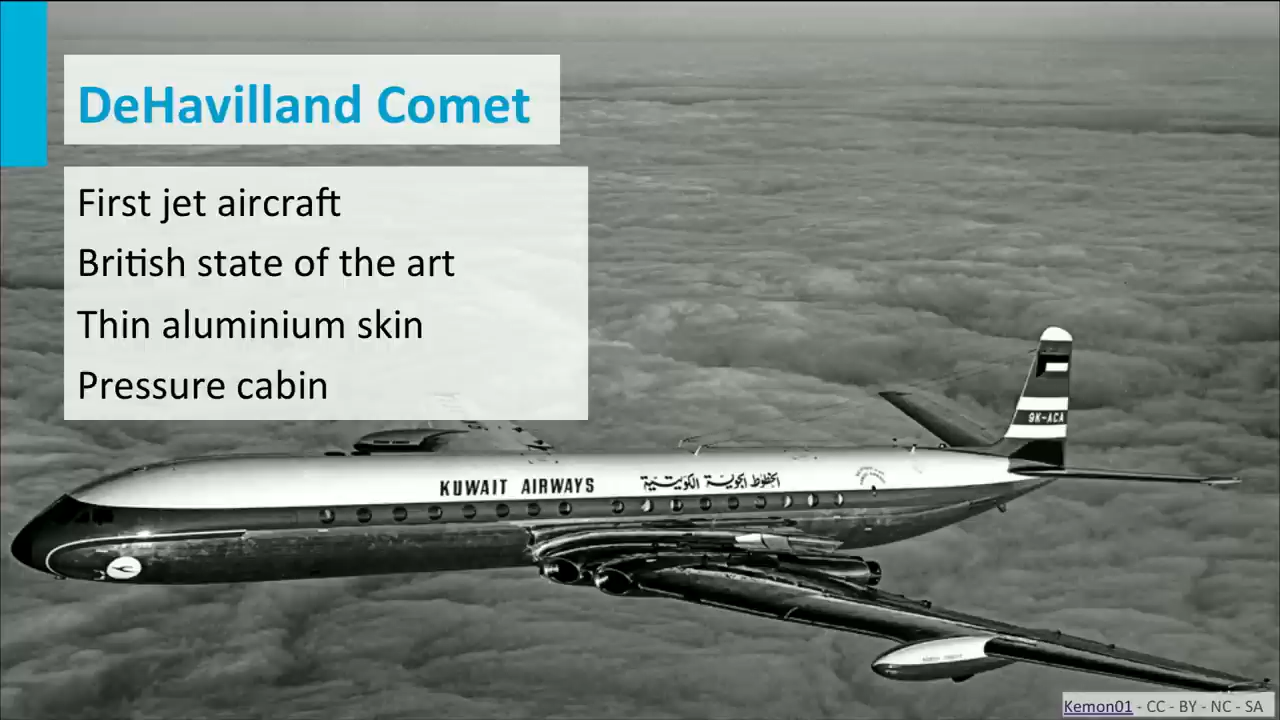 DeHavilland Comet
First jet aircraft
British state of the art
Thin aluminium skin
Pressure cabin
9K-ACA
KUWAIT AIRWAYS
الخطوط الجوية الكويتية
Kemon01 - CC - BY - NC - SA